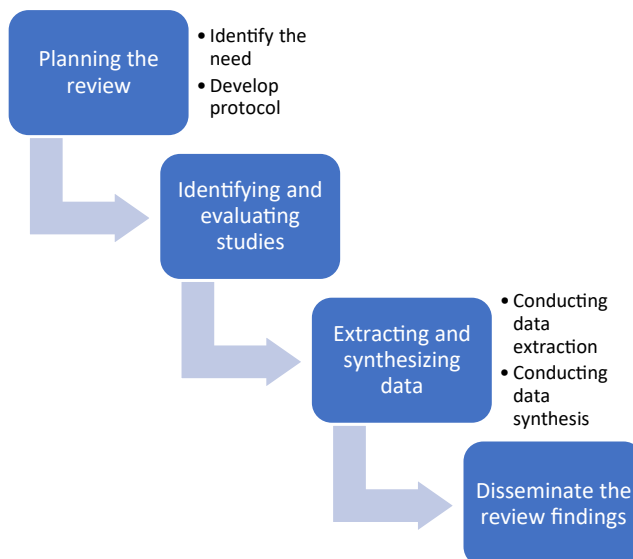 Planning the
review
• Identify the
need
• Develop
protocol
Identifying and
evaluating
studies
Extracting and
synthesizing
data
• Conducting
data
extraction
• Conducting
data
synthesis
Disseminate the
review findings